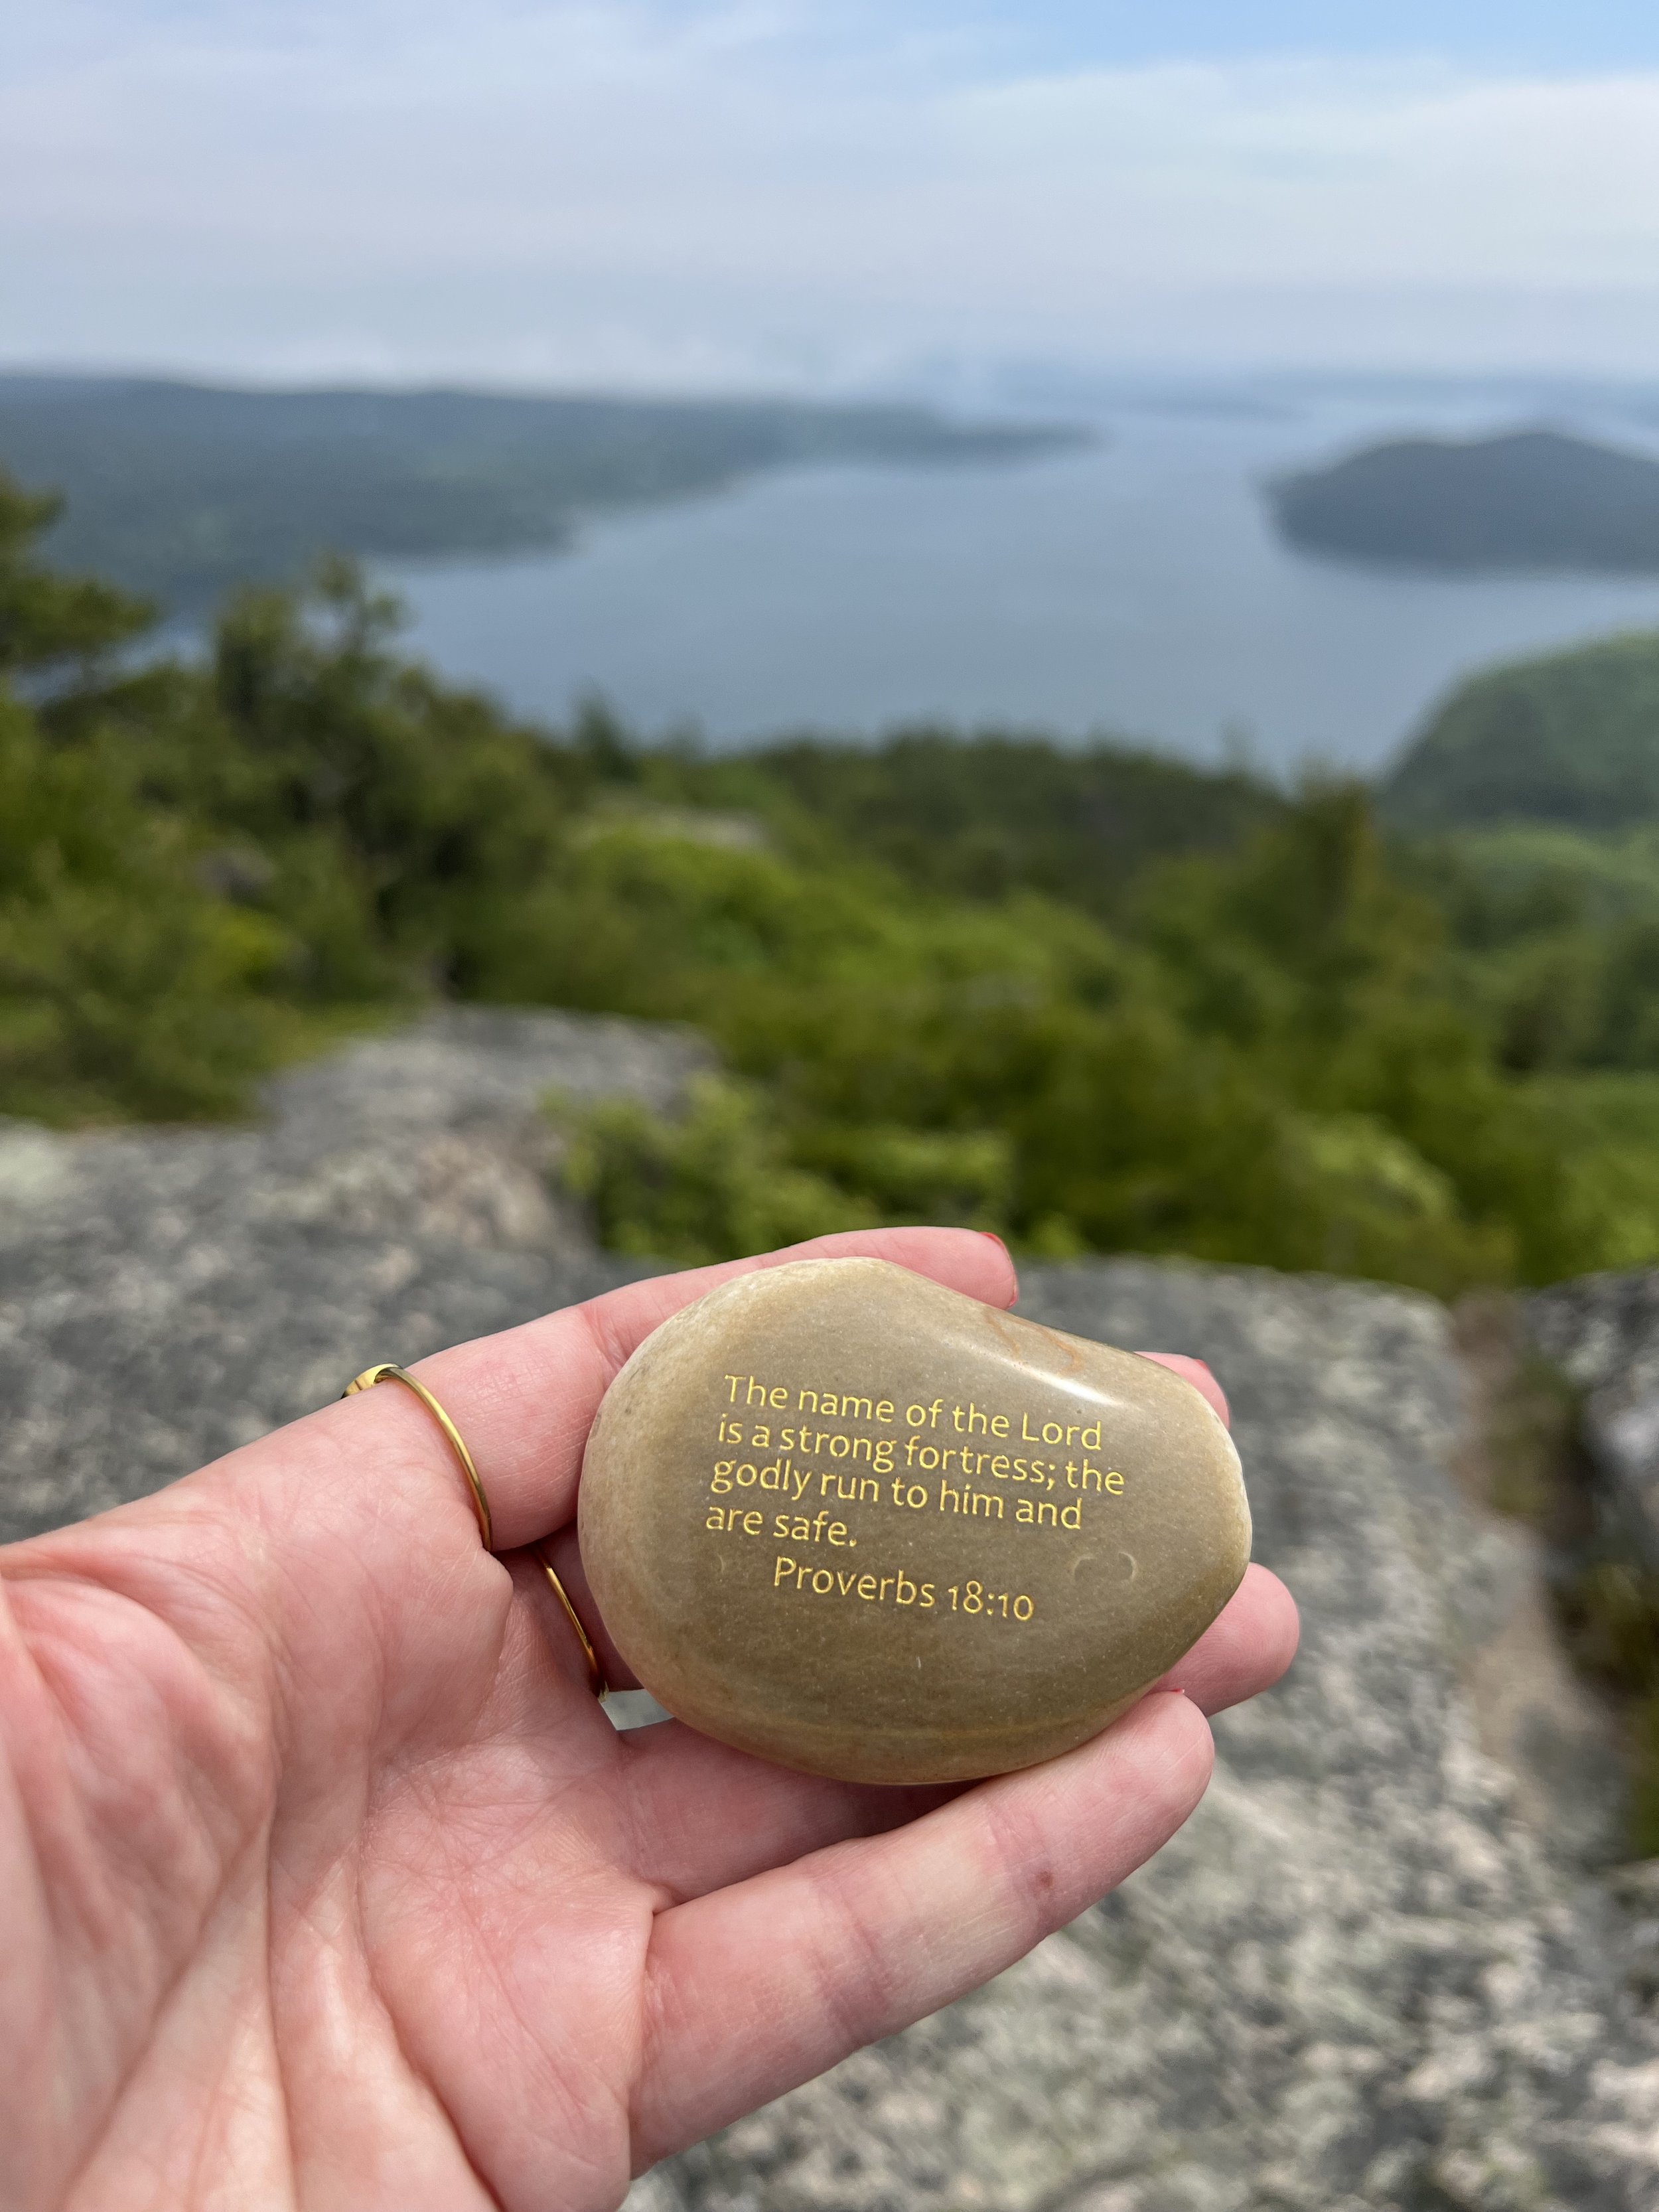 The name of the Lord
is a strong fortress; the
godly run to him and
are safe.
Proverbs 18:10